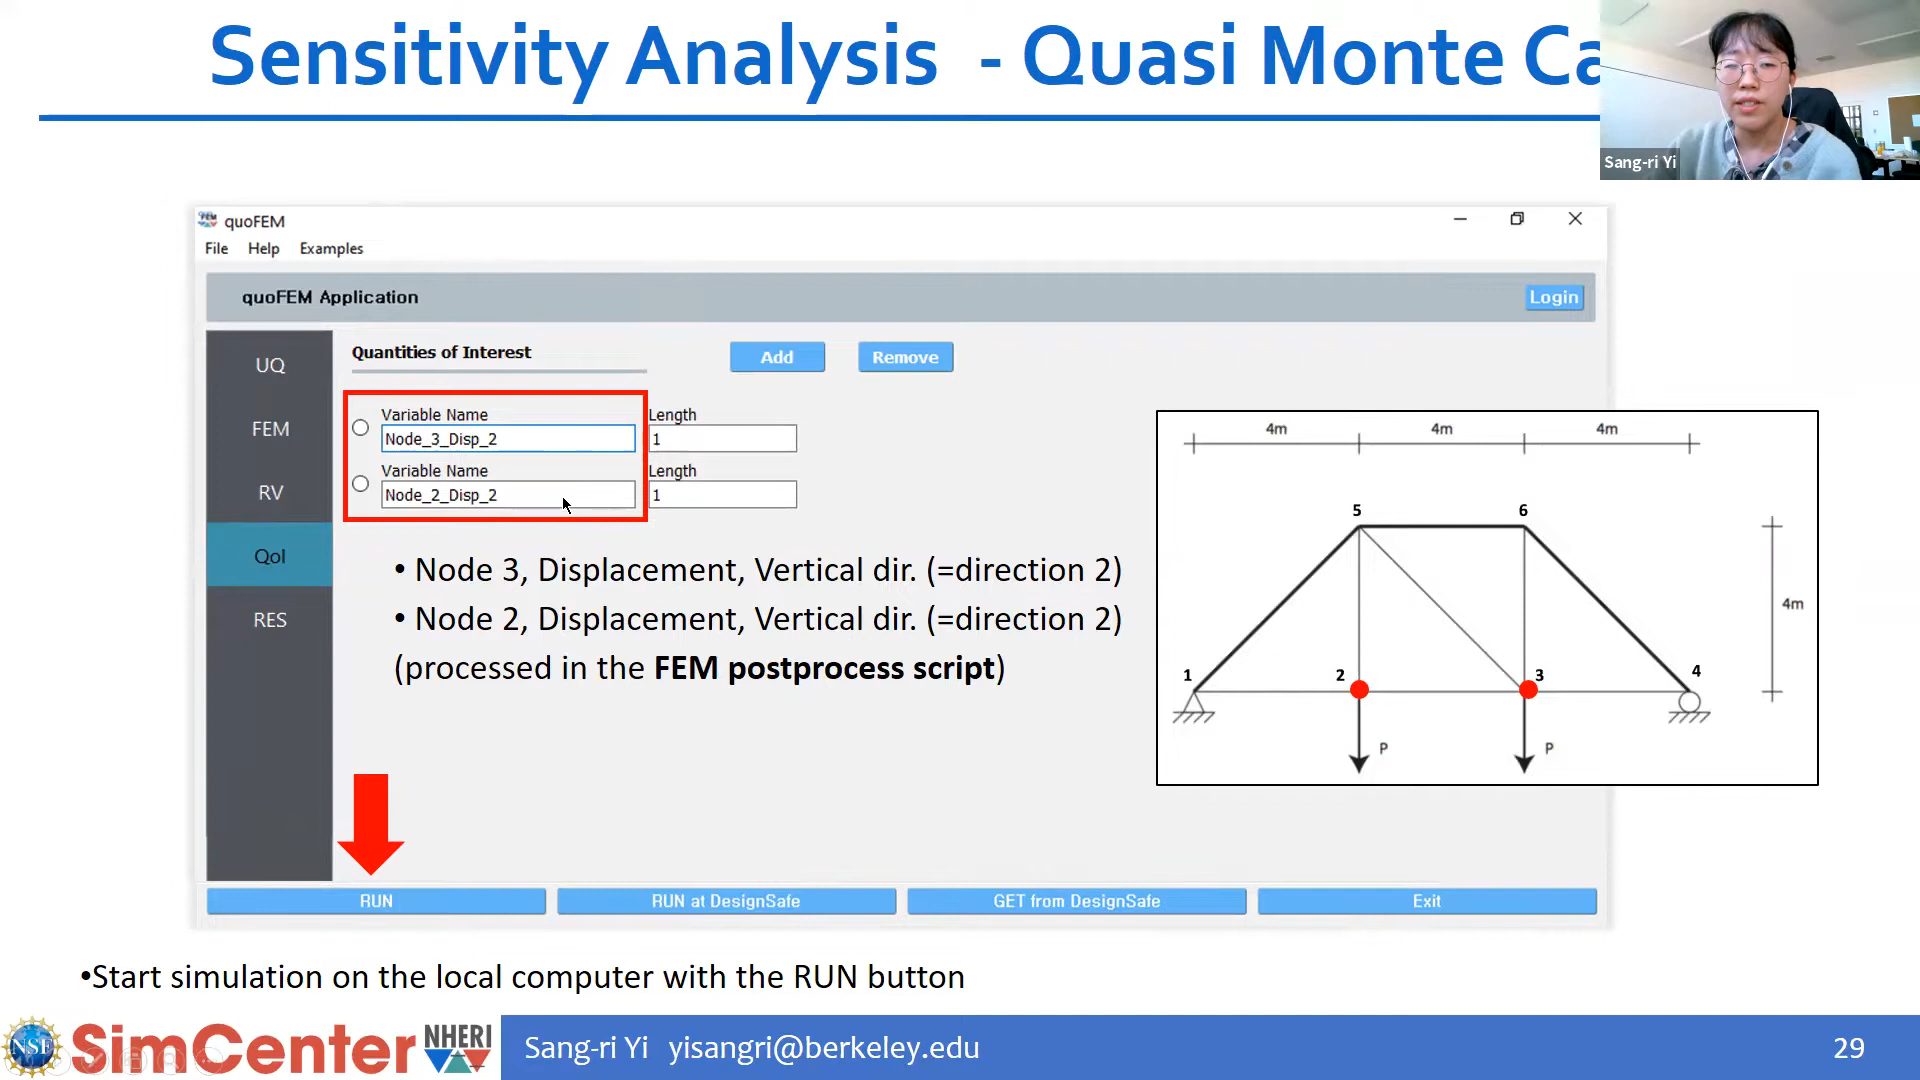 Sensitivity Analysis - Quasi Monte Ca
Sang-ri Yi
quoFEM
File Help Examples
quoFEM Application
Login
UQ
FEM
RV
QoI
RES
Quantities of Interest
Add
Remove
Variable Name
Length
Node_3_Disp_2
1
Variable Name
Length
Node_2_Disp_2
1
• Node 3, Displacement, Vertical dir. (=direction 2)
• Node 2, Displacement, Vertical dir. (=direction 2)
(processed in the FEM postprocess script)
4m 4m 4m
5 6
4m
1 2 3 4
P P
RUN
RUN at DesignSafe
GET from DesignSafe
Exit
•Start simulation on the local computer with the RUN button
NSF
SimCenter
NHERI
Sang-ri Yi yisangri@berkeley.edu
29